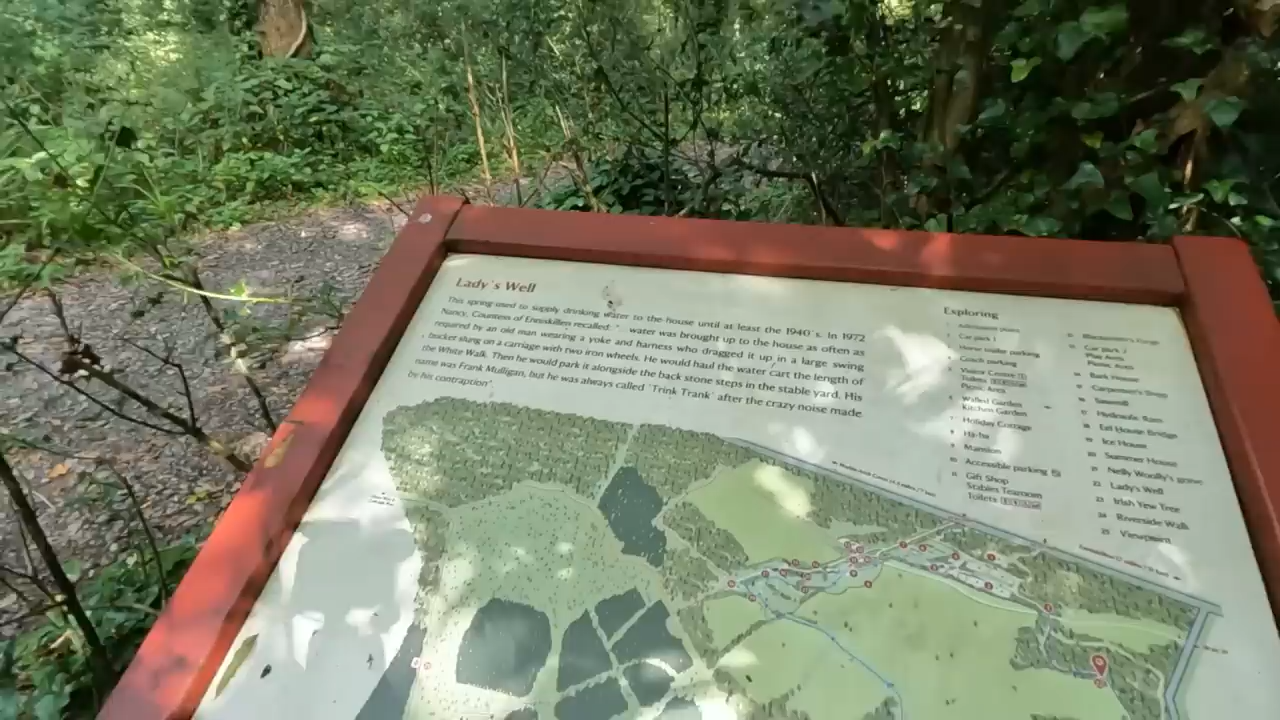 Lady's Well
This spring used to supply drinking water to the house until at least the 1940's. In 1972
Nancy, Countess of Enniskillen recalled: '... water was brought up to the house as often as
required by an old man wearing a yoke and harness who dragged it up in a large swing
bucket slung on a carriage with two iron wheels. He would haul the water cart the length of
the White Walk. Then he would park it alongside the back stone steps in the stable yard. His
name was Frank Mulligan, but he was always called 'Trink Trank' after the crazy noise made
by his contraption'.
Exploring
Car park 1
Horse trailer parking
Coach parking
Visitor Centre
Toilets
Picnic Area
Walled Garden
Kitchen Garden
Holiday Cottage
Ha-ha
Mansion
Accessible parking
Gift Shop
Stables Tearoom
Toilets
Car park 2
Play Area
Picnic Area
Bark House
Carpenter's Shop
Sawmill
Hydraulic Ram
Eel House Bridge
Ice House
Summer House
Nelly Woolly's grave
Lady's Well
Irish Yew Tree
Riverside Walk
Viewpoint